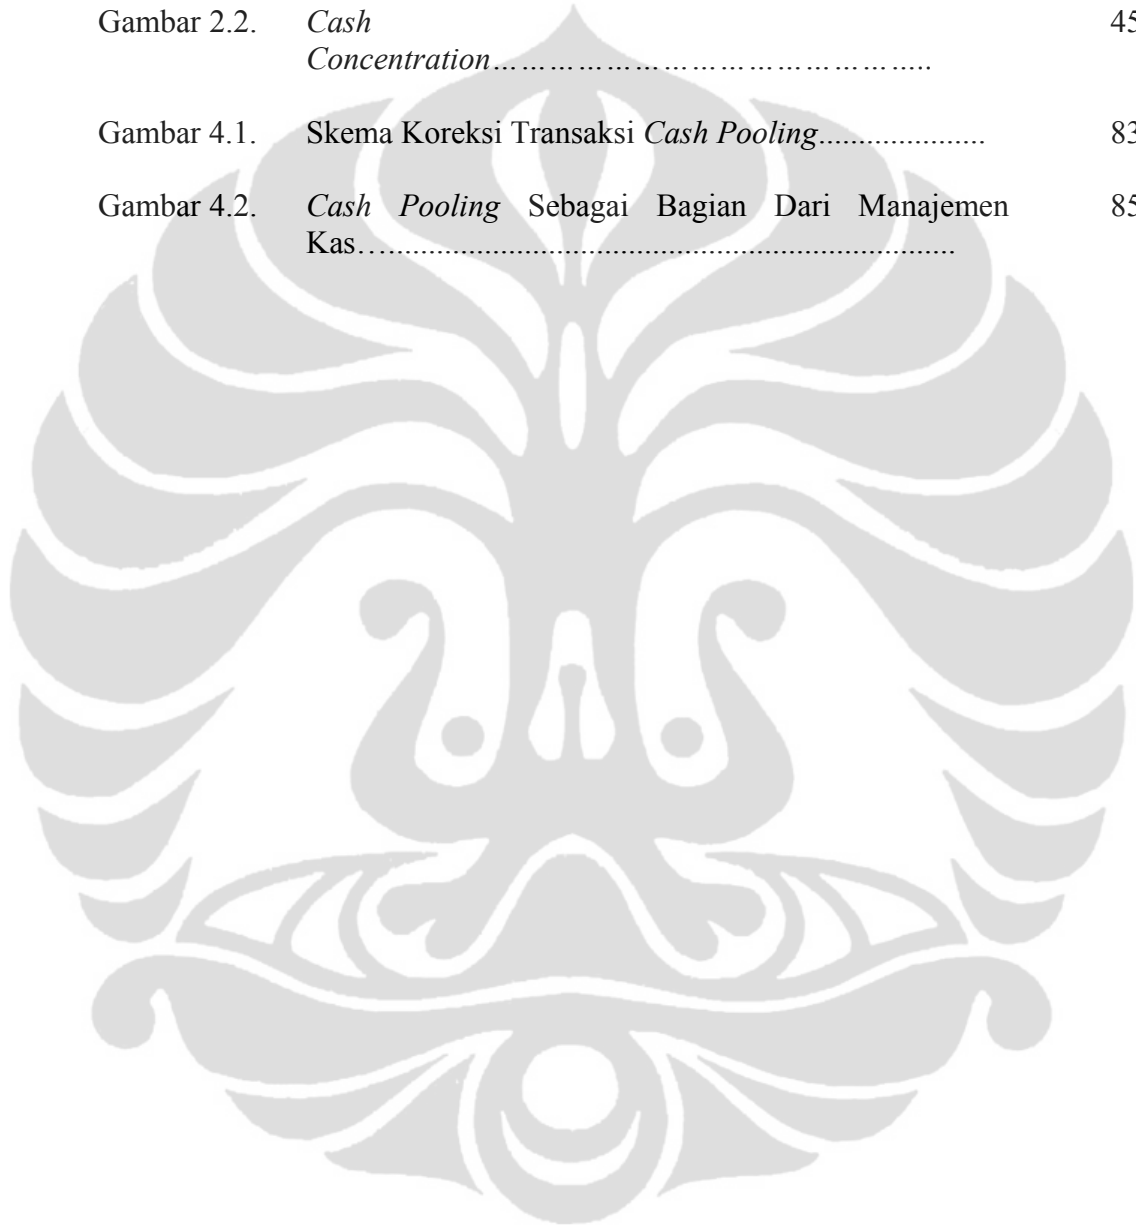 Gambar 2.2. Cash 45
Concentration………………………………………..
Gambar 4.1. Skema Koreksi Transaksi Cash Pooling..................... 83
Gambar 4.2. Cash Pooling Sebagai Bagian Dari Manajemen 85
Kas….......................................................................